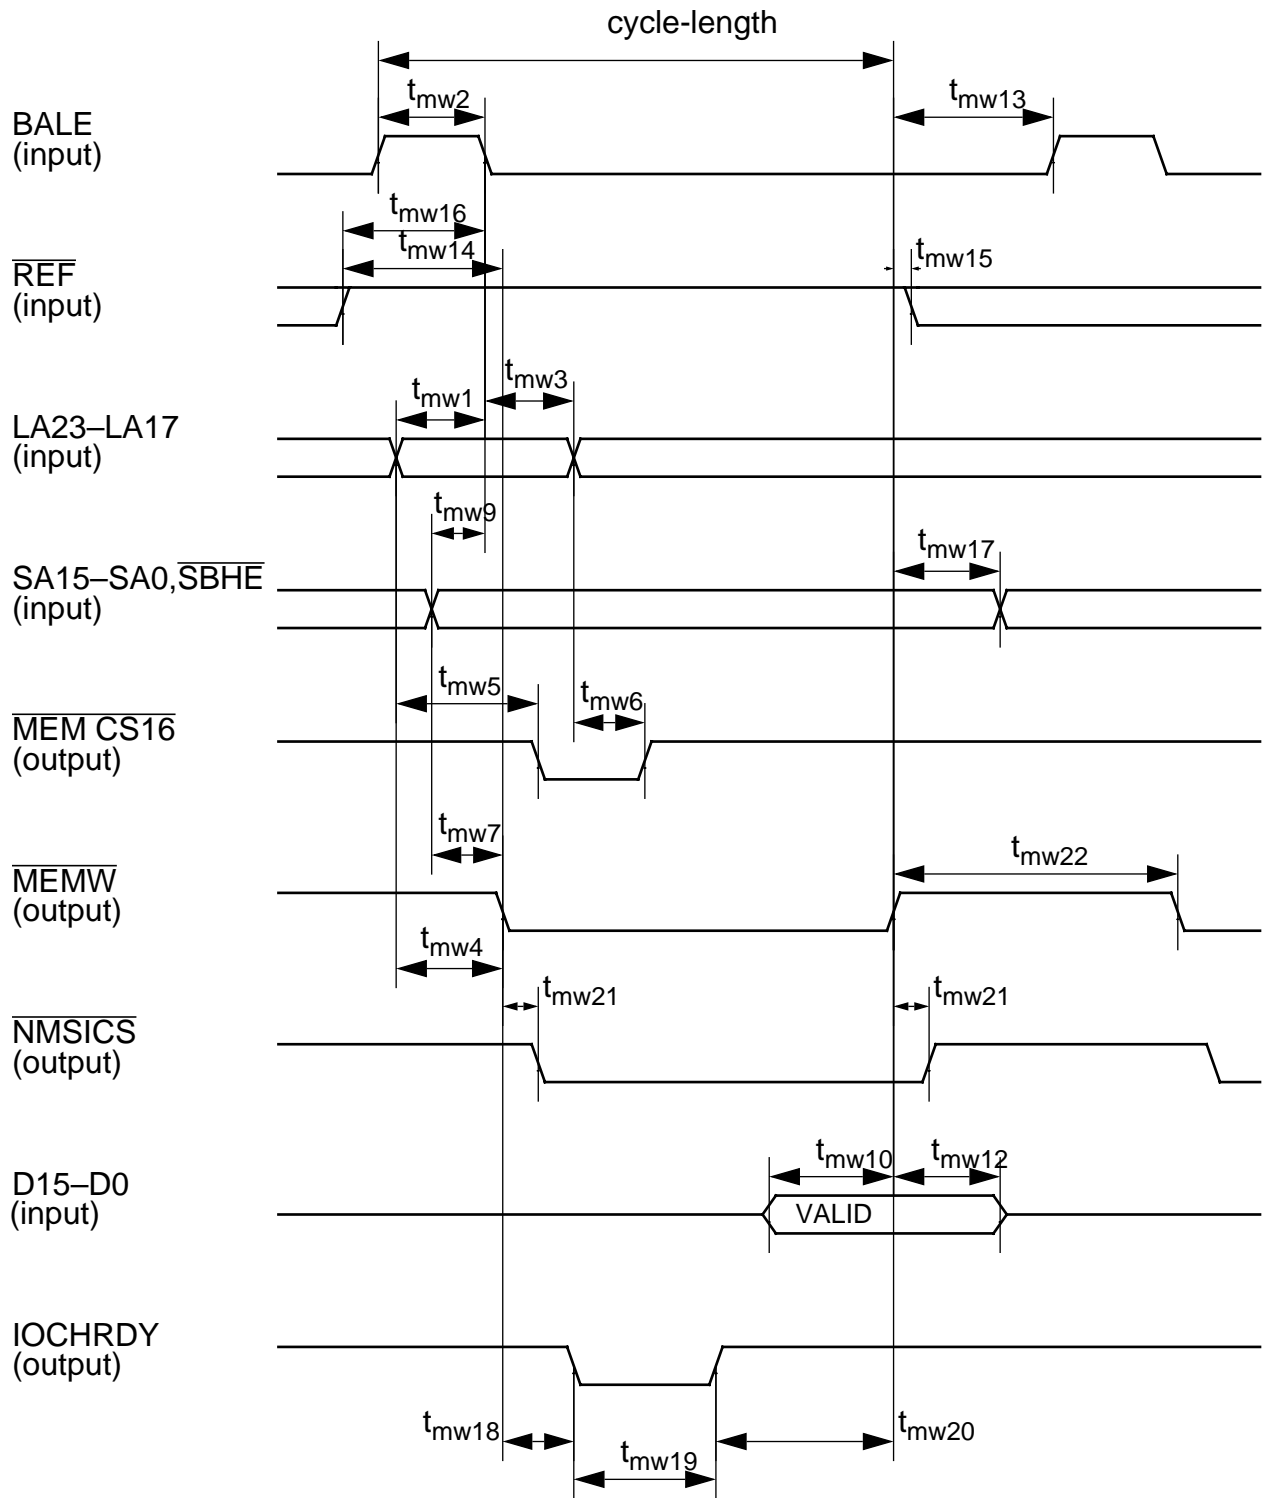 cycle-length
tmw2
tmw13
BALE
(input)
tmw16
tmw14
tmw15
REF
(input)
tmw3
tmw1
LA23–LA17
(input)
tmw9
tmw17
SA15–SA0,SBHE
(input)
tmw5
tmw6
MEM CS16
(output)
tmw7
tmw22
MEMW
(output)
tmw4
tmw21
tmw21
NMSICS
(output)
tmw10
tmw12
D15–D0
(input)
VALID
IOCHRDY
(output)
tmw18
tmw20
tmw19